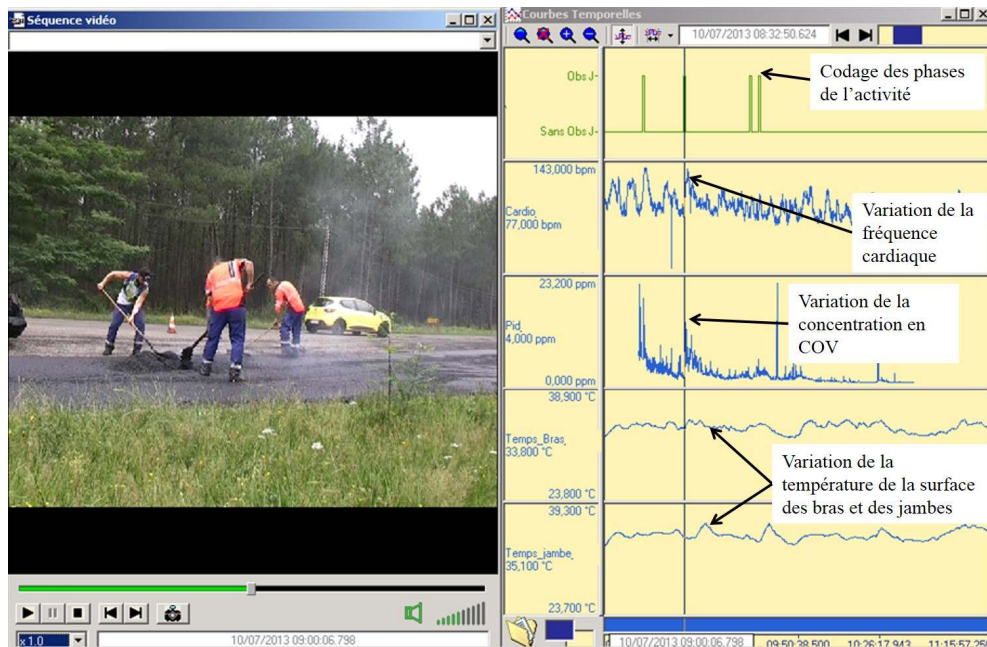 Séquence vidéo
x 1.0
10/07/2013 09:00:06.798
Courbes Temporelles
10/07/2013 08:32:50.624
Obs J-
Sans Obs J-
Codage des phases
de l'activité
143,000 bpm
Cardio
77,000 bpm
Variation de la
fréquence
cardiaque
23,200 ppm
Pid
4,000 ppm
0,000 ppm
Variation de la
concentration en
COV
38,900 °C
Temps_Bras
33,800 °C
23,800 °C
Variation de la
température de la surface
des bras et des jambes
39,300 °C
Temps_jambe
35,100 °C
23,700 °C
10/07/2013 09:00:06.798
09:50:38.500
10:26:17.943